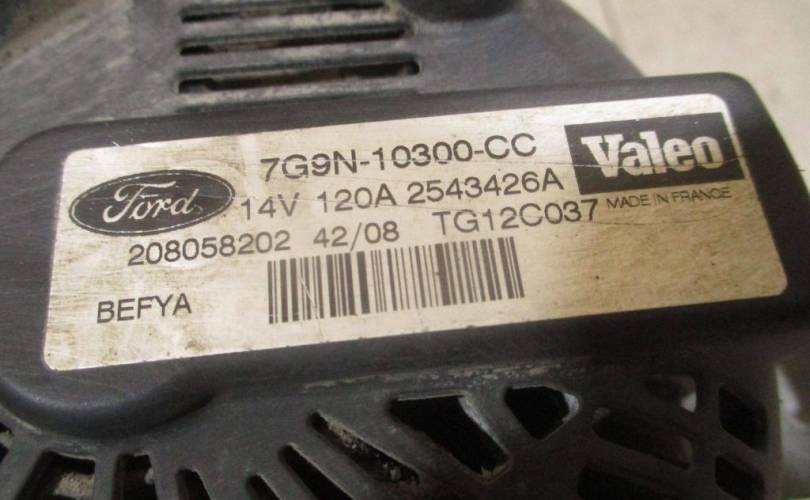 7G9N-10300-CC
Valeo
Ford
14V 120A 2543426A
MADE IN FRANCE
208058202 42/08 TG12C037
BEFYA